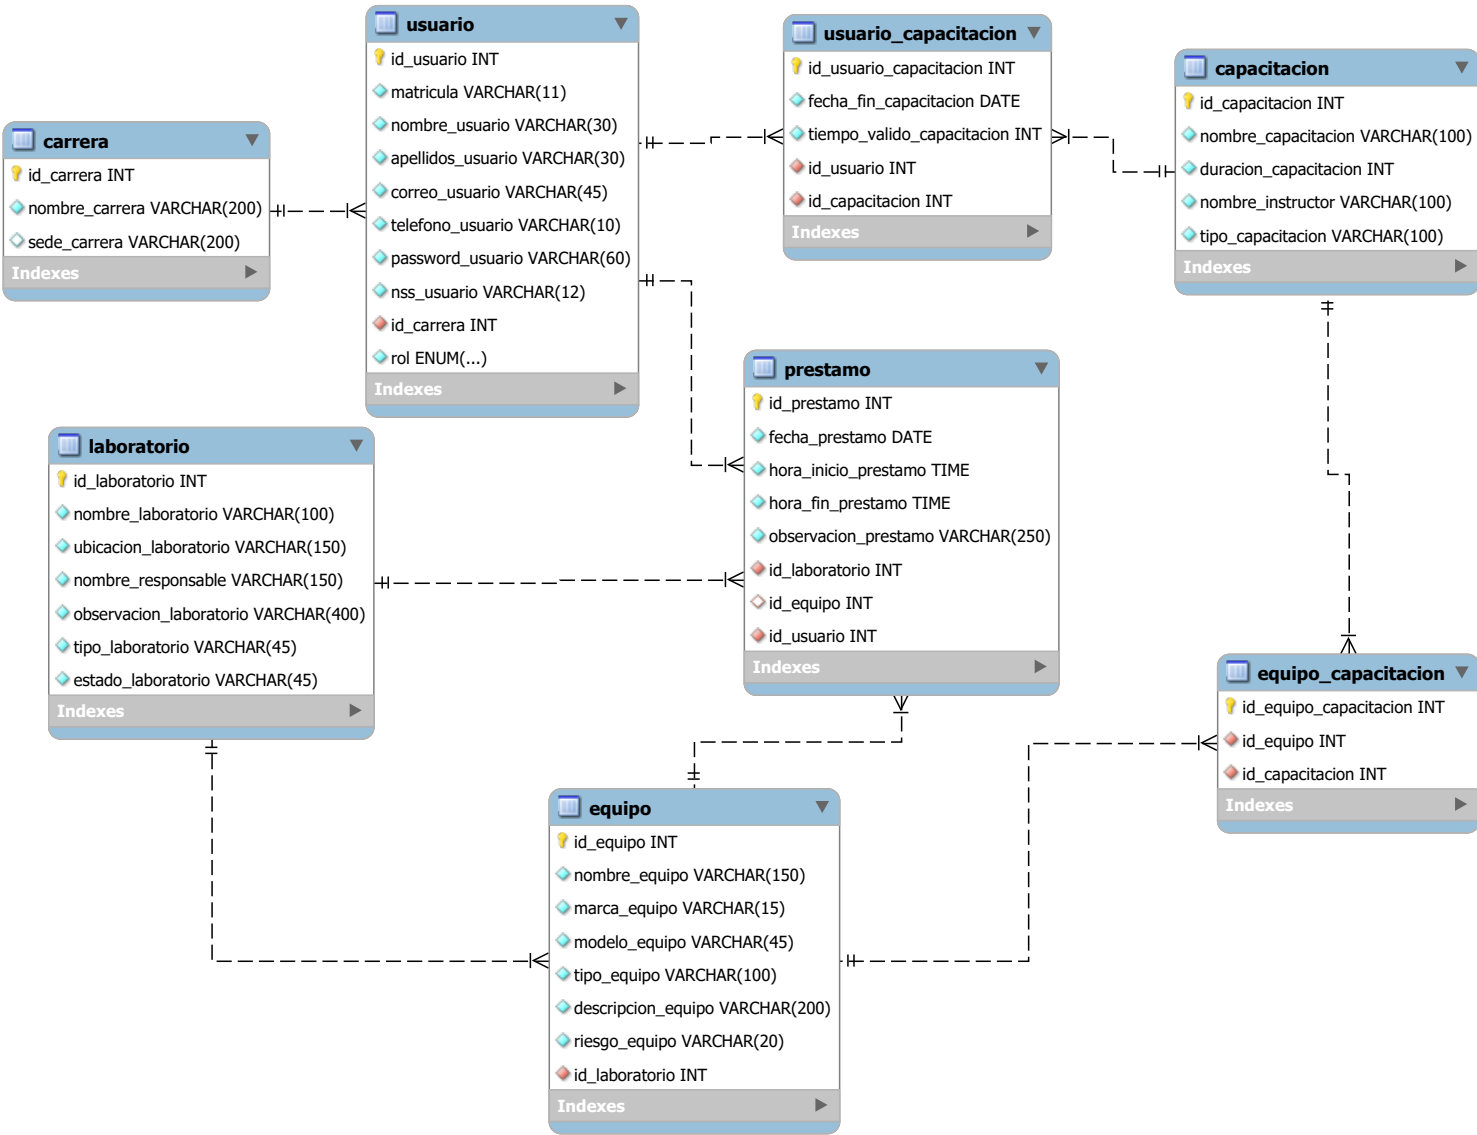 carrera
id_carrera INT
nombre_carrera VARCHAR(200)
sede_carrera VARCHAR(200)
Indexes
usuario
id_usuario INT
matricula VARCHAR(11)
nombre_usuario VARCHAR(30)
apellidos_usuario VARCHAR(30)
correo_usuario VARCHAR(45)
telefono_usuario VARCHAR(10)
password_usuario VARCHAR(60)
nss_usuario VARCHAR(12)
id_carrera INT
rol ENUM(...)
Indexes
usuario_capacitacion
id_usuario_capacitacion INT
fecha_fin_capacitacion DATE
tiempo_valido_capacitacion INT
id_usuario INT
id_capacitacion INT
Indexes
capacitacion
id_capacitacion INT
nombre_capacitacion VARCHAR(100)
duracion_capacitacion INT
nombre_instructor VARCHAR(100)
tipo_capacitacion VARCHAR(100)
Indexes
laboratorio
id_laboratorio INT
nombre_laboratorio VARCHAR(100)
ubicacion_laboratorio VARCHAR(150)
nombre_responsable VARCHAR(150)
observacion_laboratorio VARCHAR(400)
tipo_laboratorio VARCHAR(45)
estado_laboratorio VARCHAR(45)
Indexes
prestamo
id_prestamo INT
fecha_prestamo DATE
hora_inicio_prestamo TIME
hora_fin_prestamo TIME
observacion_prestamo VARCHAR(250)
id_laboratorio INT
id_equipo INT
id_usuario INT
Indexes
equipo_capacitacion
id_equipo_capacitacion INT
id_equipo INT
id_capacitacion INT
Indexes
equipo
id_equipo INT
nombre_equipo VARCHAR(150)
marca_equipo VARCHAR(15)
modelo_equipo VARCHAR(45)
tipo_equipo VARCHAR(100)
descripcion_equipo VARCHAR(200)
riesgo_equipo VARCHAR(20)
id_laboratorio INT
Indexes